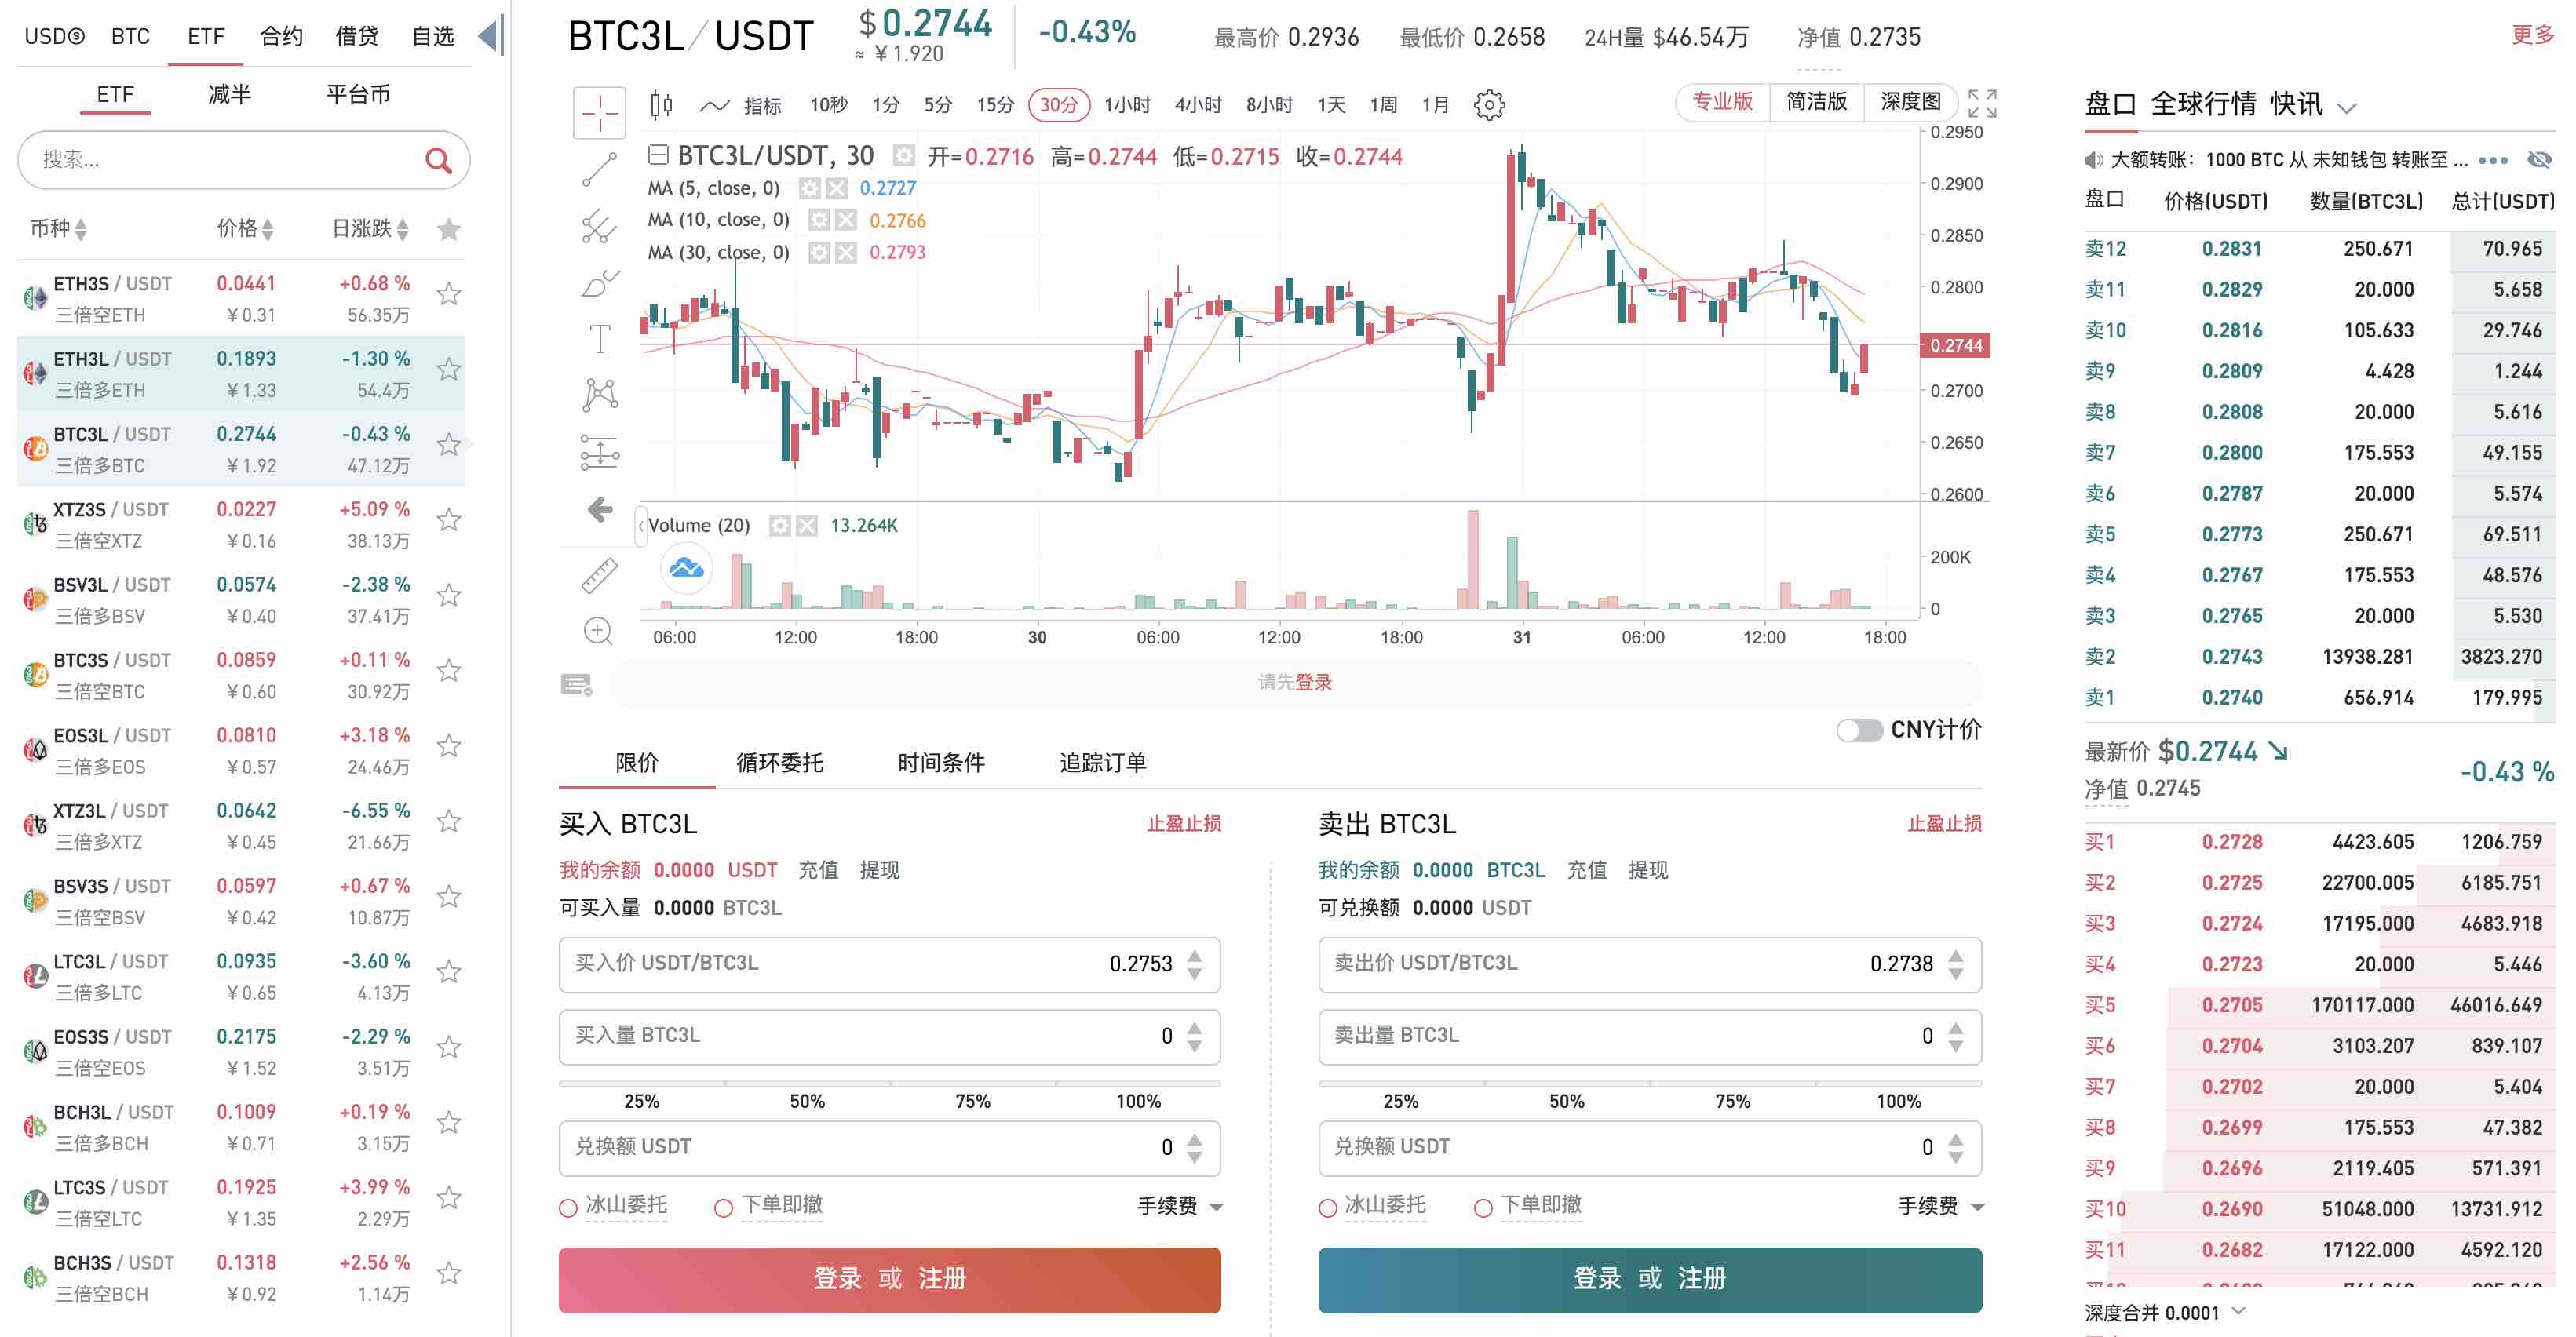 USDⓢ BTC ETF 合约 借贷 自选
ETF 减半 平台币
搜索...
币种 价格 日涨跌
ETH3S / USDT 0.0441 +0.68 %
三倍空ETH ¥0.31 56.35万
ETH3L / USDT 0.1893 -1.30 %
三倍多ETH ¥1.33 54.4万
BTC3L / USDT 0.2744 -0.43 %
三倍多BTC ¥1.92 47.12万
XTZ3S / USDT 0.0227 +5.09 %
三倍空XTZ ¥0.16 38.13万
BSV3L / USDT 0.0574 -2.38 %
三倍多BSV ¥0.40 37.41万
BTC3S / USDT 0.0859 +0.11 %
三倍空BTC ¥0.60 30.92万
EOS3L / USDT 0.0810 +3.18 %
三倍多EOS ¥0.57 24.46万
XTZ3L / USDT 0.0642 -6.55 %
三倍多XTZ ¥0.45 21.66万
BSV3S / USDT 0.0597 +0.67 %
三倍空BSV ¥0.42 10.87万
LTC3L / USDT 0.0935 -3.60 %
三倍多LTC ¥0.65 4.13万
EOS3S / USDT 0.2175 -2.29 %
三倍空EOS ¥1.52 3.51万
BCH3L / USDT 0.1009 +0.19 %
三倍多BCH ¥0.71 3.15万
LTC3S / USDT 0.1925 +3.99 %
三倍空LTC ¥1.35 2.29万
BCH3S / USDT 0.1318 +2.56 %
三倍空BCH ¥0.92 1.14万
BTC3L/USDT $0.2744 -0.43% 最高价 0.2936 最低价 0.2658 24H量 $46.54万 净值 0.2735
≈ ¥1.920
更多
指标 10秒 1分 5分 15分 30分 1小时 4小时 8小时 1天 1周 1月 专业版 简洁版 深度图
BTC3L/USDT, 30 开=0.2716 高=0.2744 低=0.2715 收=0.2744
MA (5, close, 0) 0.2727
MA (10, close, 0) 0.2766
MA (30, close, 0) 0.2793
0.2950
0.2900
0.2850
0.2800
0.2744
0.2700
0.2650
0.2600
Volume (20) 13.264K
200K
0
06:00 12:00 18:00 30 06:00 12:00 18:00 31 06:00 12:00 18:00
请先登录
CNY计价
限价 循环委托 时间条件 追踪订单
买入 BTC3L 止盈止损
我的余额 0.0000 USDT 充值 提现
可买入量 0.0000 BTC3L
买入价 USDT/BTC3L 0.2753
买入量 BTC3L 0
25% 50% 75% 100%
兑换额 USDT 0
冰山委托 下单即撤 手续费
登录 或 注册
卖出 BTC3L 止盈止损
我的余额 0.0000 BTC3L 充值 提现
可兑换额 0.0000 USDT
卖出价 USDT/BTC3L 0.2738
卖出量 BTC3L 0
25% 50% 75% 100%
兑换额 USDT 0
冰山委托 下单即撤 手续费
登录 或 注册
盘口 全球行情 快讯
大额转账: 1000 BTC 从 未知钱包 转账至 ...
盘口 价格(USDT) 数量(BTC3L) 总计(USDT)
卖12 0.2831 250.671 70.965
卖11 0.2829 20.000 5.658
卖10 0.2816 105.633 29.746
卖9 0.2809 4.428 1.244
卖8 0.2808 20.000 5.616
卖7 0.2800 175.553 49.155
卖6 0.2787 20.000 5.574
卖5 0.2773 250.671 69.511
卖4 0.2767 175.553 48.576
卖3 0.2765 20.000 5.530
卖2 0.2743 13938.281 3823.270
卖1 0.2740 656.914 179.995
最新价 $0.2744 ↘ -0.43 %
净值 0.2745
买1 0.2728 4423.605 1206.759
买2 0.2725 22700.005 6185.751
买3 0.2724 17195.000 4683.918
买4 0.2723 20.000 5.446
买5 0.2705 170117.000 46016.649
买6 0.2704 3103.207 839.107
买7 0.2702 20.000 5.404
买8 0.2699 175.553 47.382
买9 0.2696 2119.405 571.391
买10 0.2690 51048.000 13731.912
买11 0.2682 17122.000 4592.120
深度合并 0.0001